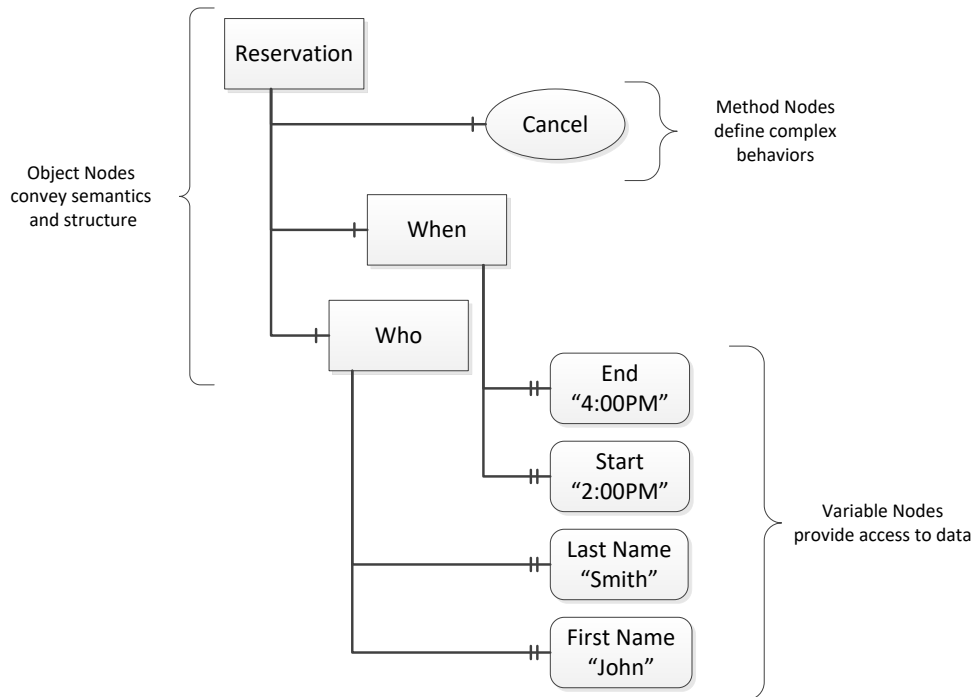 Reservation
Cancel
Method Nodes
define complex
behaviors
Object Nodes
convey semantics
and structure
When
Who
End
“4:00PM”
Start
“2:00PM”
Variable Nodes
provide access to data
Last Name
“Smith”
First Name
“John”